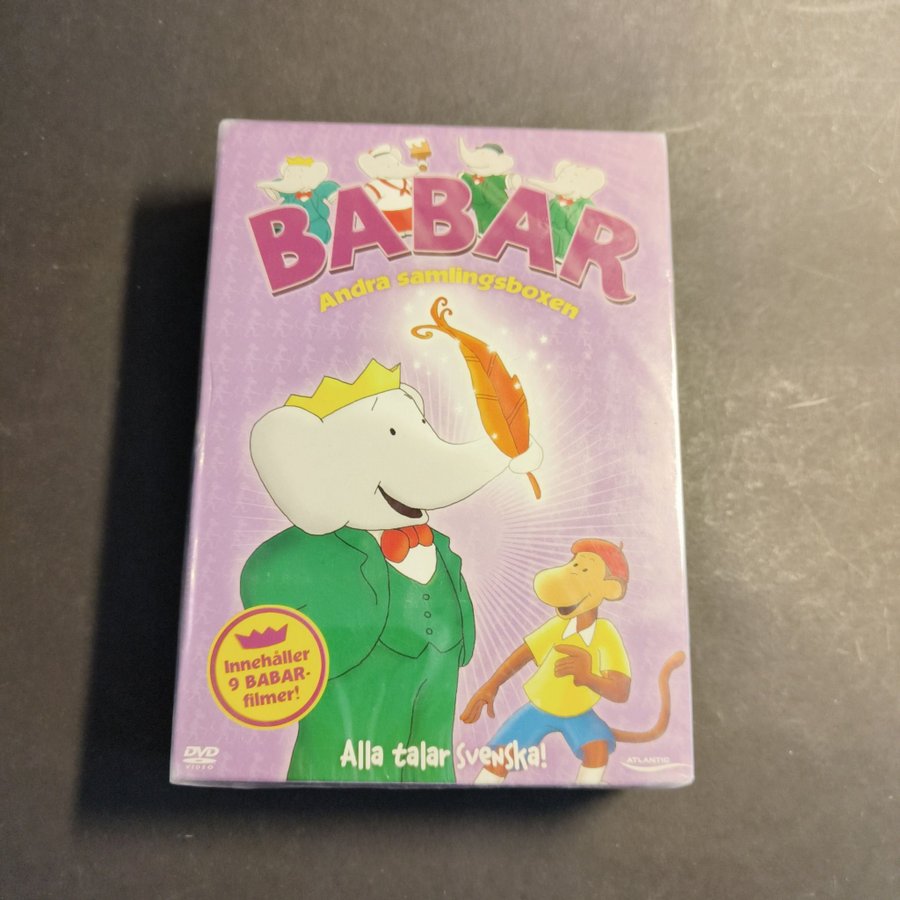 BABAR
Andra samlingsboxen
Innehåller
9 BABAR-
filmer!
Alla talar svenska!
DVD
VIDEO
ATLANTIC